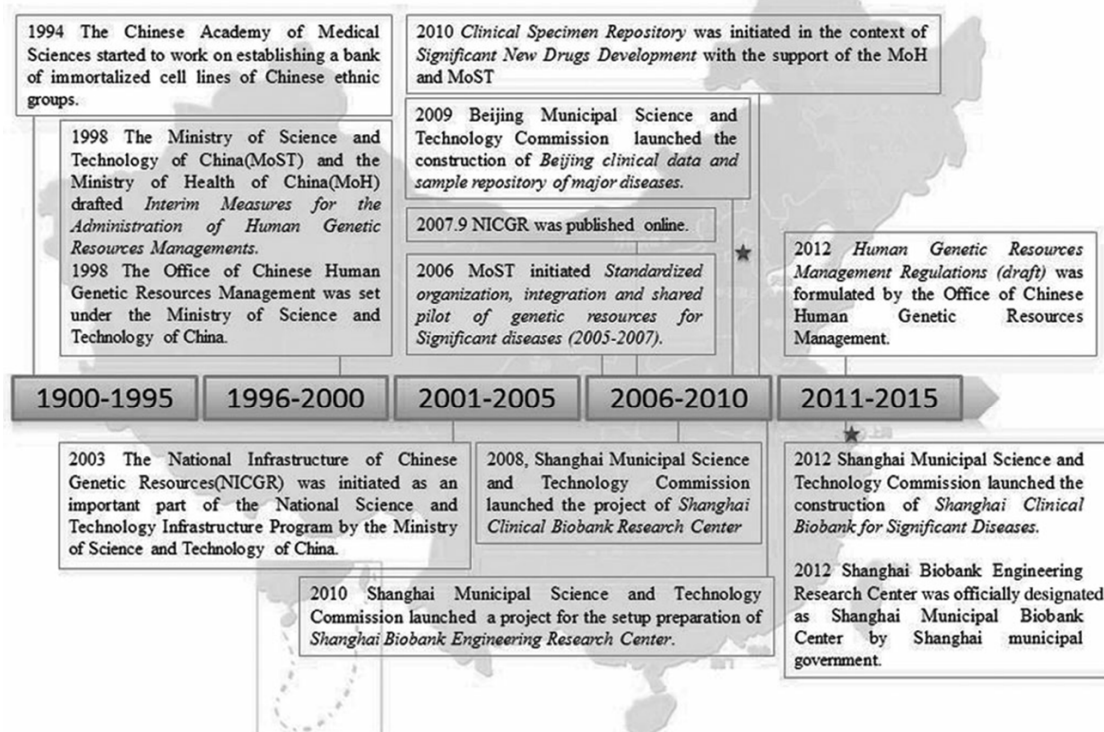 1994 The Chinese Academy of Medical
Sciences started to work on establishing a bank
of immortalized cell lines of Chinese ethnic
groups.
2010 Clinical Specimen Repository was initiated in the context of
Significant New Drugs Development with the support of the MoH
and MoST
1998 The Ministry of Science and
Technology of China(MoST) and the
Ministry of Health of China(MoH)
drafted Interim Measures for the
Administration of Human Genetic
Resources Managements.
1998 The Office of Chinese Human
Genetic Resources Management was set
under the Ministry of Science and
Technology of China.
2009 Beijing Municipal Science and
Technology Commission launched the
construction of Beijing clinical data and
sample repository of major diseases.
2007.9 NICGR was published online.
2006 MoST initiated Standardized
organization, integration and shared
pilot of genetic resources for
Significant diseases (2005-2007).
2012 Human Genetic Resources
Management Regulations (draft) was
formulated by the Office of Chinese
Human Genetic Resources
Management.
1900-1995
1996-2000
2001-2005
2006-2010
2011-2015
2003 The National Infrastructure of Chinese
Genetic Resources(NICGR) was initiated as an
important part of the National Science and
Technology Infrastructure Program by the Ministry
of Science and Technology of China.
2008, Shanghai Municipal Science
and Technology Commission
launched the project of Shanghai
Clinical Biobank Research Center
2012 Shanghai Municipal Science and
Technology Commission launched the
construction of Shanghai Clinical
Biobank for Significant Diseases.
2012 Shanghai Biobank Engineering
Research Center was officially designated
as Shanghai Municipal Biobank
Center by Shanghai municipal
government.
2010 Shanghai Municipal Science and Technology
Commission launched a project for the setup preparation of
Shanghai Biobank Engineering Research Center.